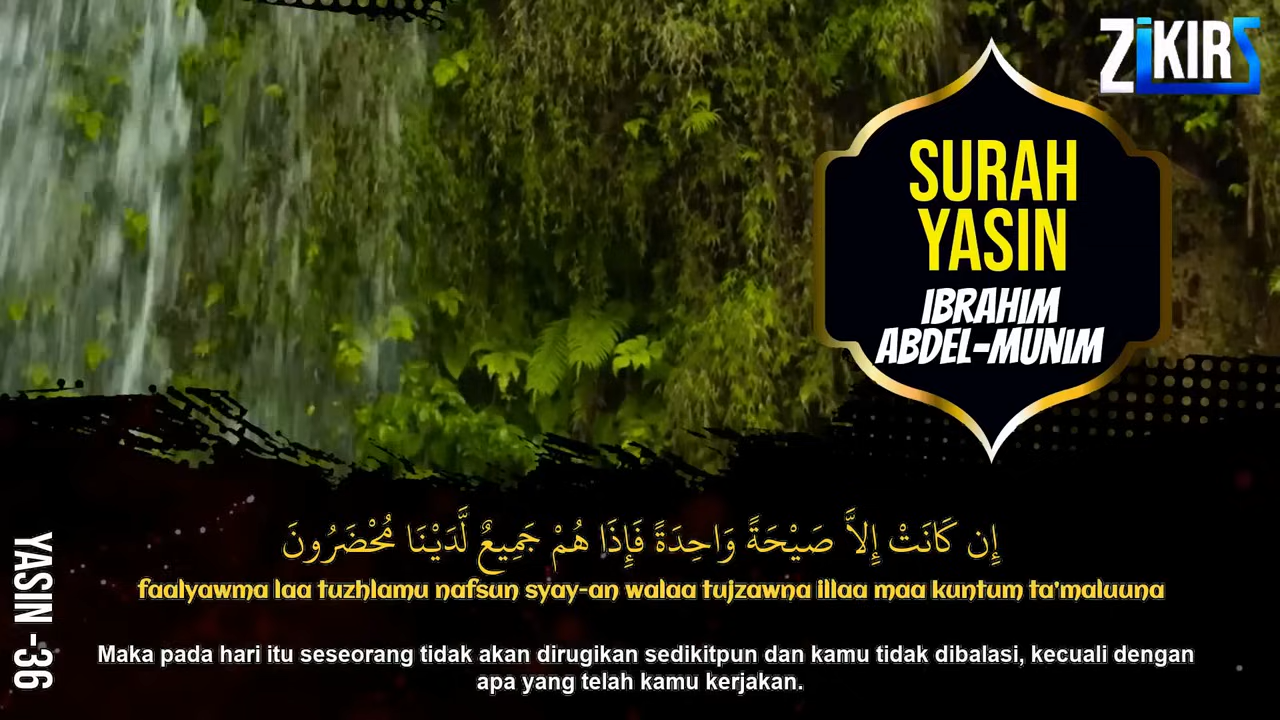 ZiKIRS
SURAH
YASIN
IBRAHIM
ABDEL-MUNIM
إِن كَانَتْ إِلاَّ صَيْحَةً وَاحِدَةً فَإِذَا هُمْ جَمِيعٌ لَّدَيْنَا مُحْضَرُونَ
faalyawma laa tuzhlamu nafsun syay-an walaa tujzawna illaa maa kuntum ta'maluuna
Maka pada hari itu seseorang tidak akan dirugikan sedikitpun dan kamu tidak dibalasi, kecuali dengan
apa yang telah kamu kerjakan.
YASIN -36